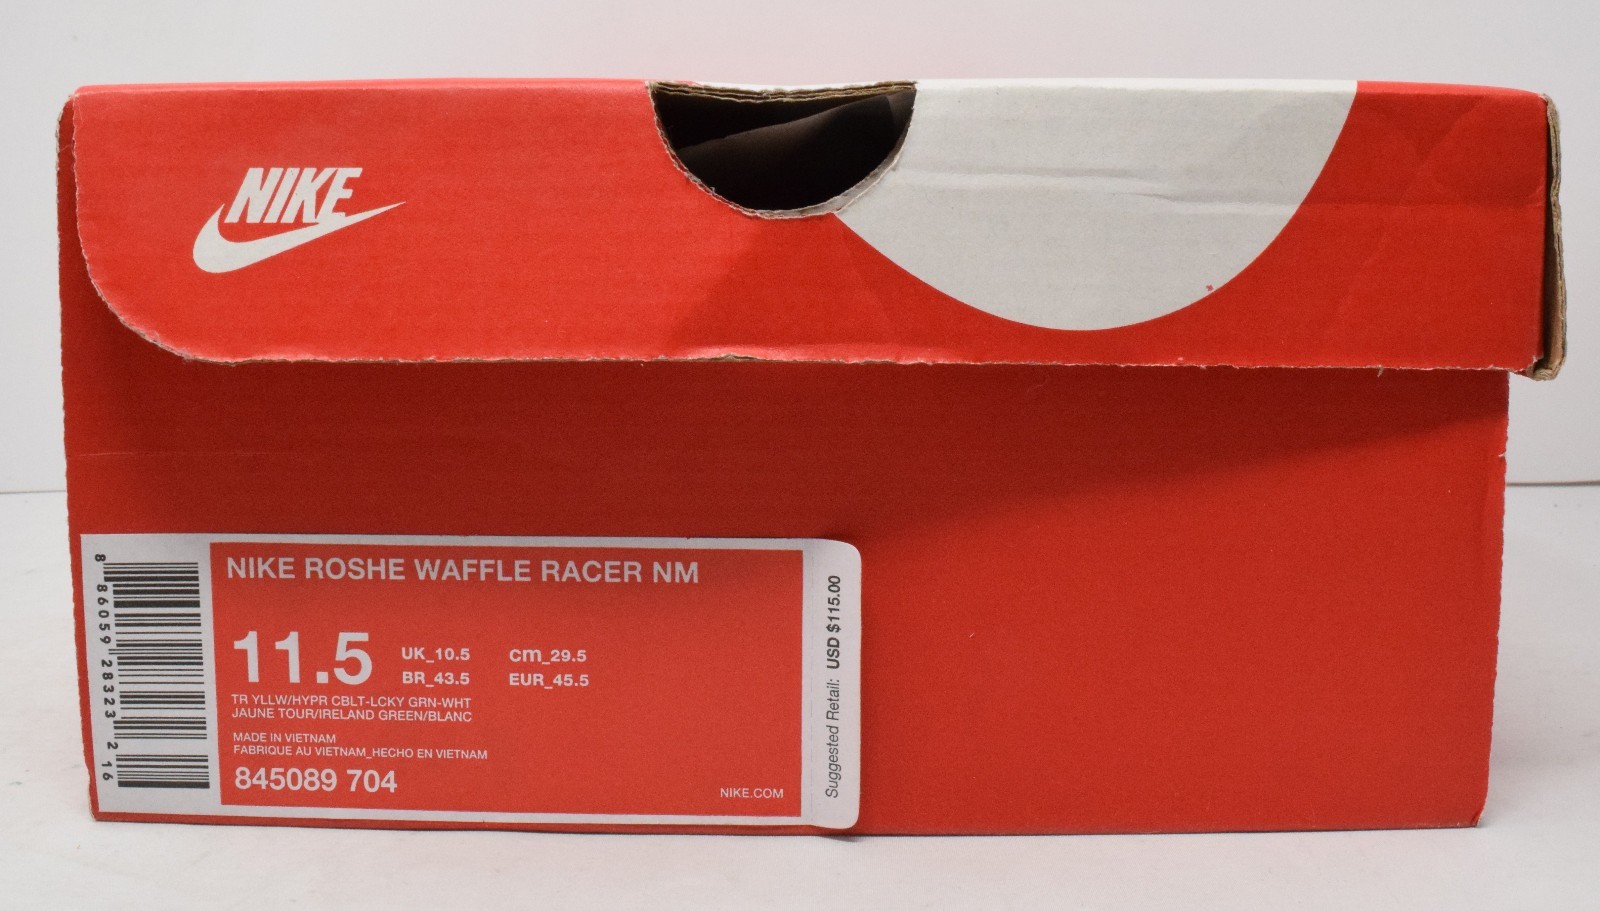 NIKE
NIKE ROSHE WAFFLE RACER NM
11.5
UK_10.5 cm_29.5
BR_43.5 EUR_45.5
TR YLLW/HYPR CBLT-LCKY GRN-WHT
JAUNE TOUR/IRELAND GREEN/BLANC
MADE IN VIETNAM
FABRIQUE AU VIETNAM_HECHO EN VIETNAM
845089 704
NIKE.COM
8 86059 28323 2 16
Suggested Retail: USD $115.00